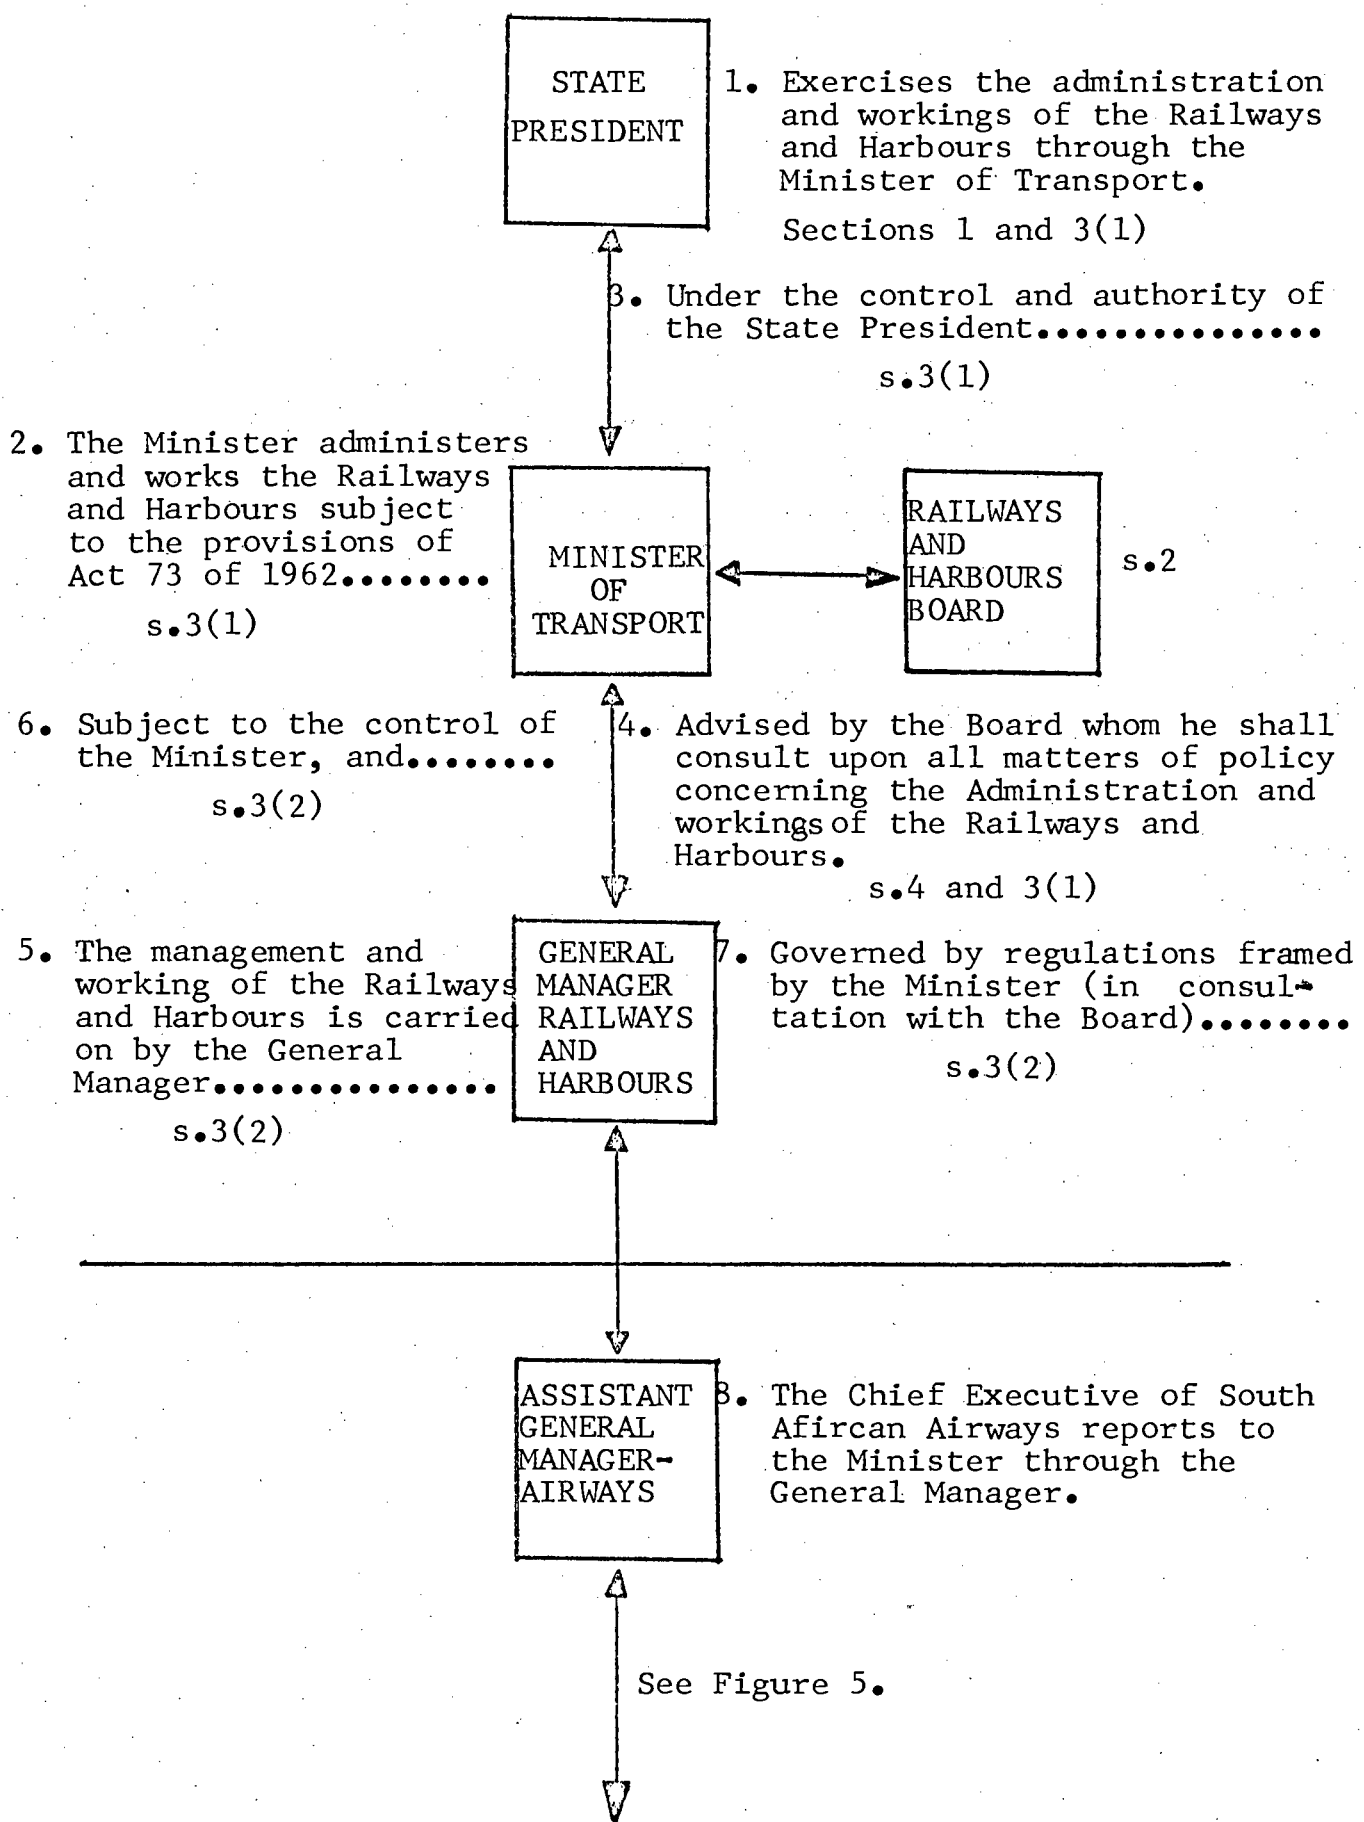 STATE
PRESIDENT
1. Exercises the administration
and workings of the Railways
and Harbours through the
Minister of Transport.
Sections 1 and 3(1)
3. Under the control and authority of
the State President...............
s.3(1)
2. The Minister administers
and works the Railways
and Harbours subject
to the provisions of
Act 73 of 1962........
s.3(1)
MINISTER
OF
TRANSPORT
RAILWAYS
AND
HARBOURS
BOARD
s.2
6. Subject to the control of
the Minister, and........
s.3(2)
4. Advised by the Board whom he shall
consult upon all matters of policy
concerning the Administration and
workings of the Railways and
Harbours.
s.4 and 3(1)
5. The management and
working of the Railways
and Harbours is carried
on by the General
Manager...............
s.3(2)
GENERAL
MANAGER
RAILWAYS
AND
HARBOURS
7. Governed by regulations framed
by the Minister (in consul-
tation with the Board)........
s.3(2)
ASSISTANT
GENERAL
MANAGER-
AIRWAYS
8. The Chief Executive of South
Afircan Airways reports to
the Minister through the
General Manager.
See Figure 5.